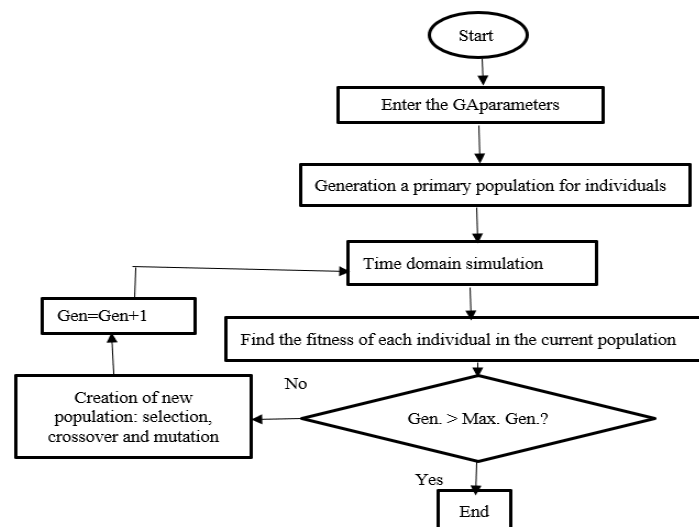 Start
Enter the GAparameters
Generation a primary population for individuals
Time domain simulation
Gen=Gen+1
Find the fitness of each individual in the current population
No
Creation of new
population: selection,
crossover and mutation
Gen. > Max. Gen.?
Yes
End